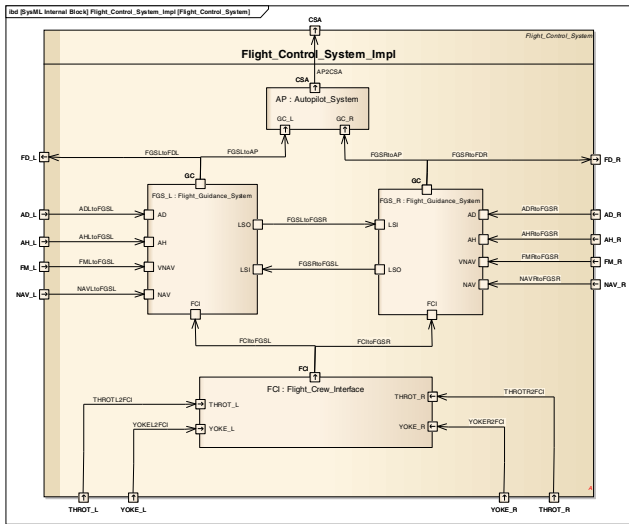 ibd [SysML Internal Block] Flight_Control_System_Impl [Flight_Control_System]
CSA
Flight_Control_System
Flight_Control_System_Impl
AP2CSA
CSA
AP : Autopilot_System
GC_L
GC_R
FGSLtoFDL
FGSLtoAP
FGSRtoAP
FGSRtoFDR
FD_L
FD_R
GC
GC
FGS_L : Flight_Guidance_System
FGS_R : Flight_Guidance_System
AD_L
ADLtoFGSL
AD
LSO
FGSLtoFGSR
LSI
AD
ADRtoFGSR
AD_R
AH_L
AHLtoFGSL
AH
AH
AHRtoFGSR
AH_R
FM_L
FMLtoFGSL
VNAV
LSI
FGSRtoFGSL
LSO
VNAV
FMRtoFGSR
FM_R
NAV_L
NAVLtoFGSL
NAV
NAV
NAVRtoFGSR
NAV_R
FCI
FCI
FCItoFGSL
FCItoFGSR
FCI
FCI : Flight_Crew_Interface
THROTL2FCI
THROT_L
THROT_R
THROTR2FCI
YOKEL2FCI
YOKE_L
YOKE_R
YOKER2FCI
A
THROT_L
YOKE_L
YOKE_R
THROT_R